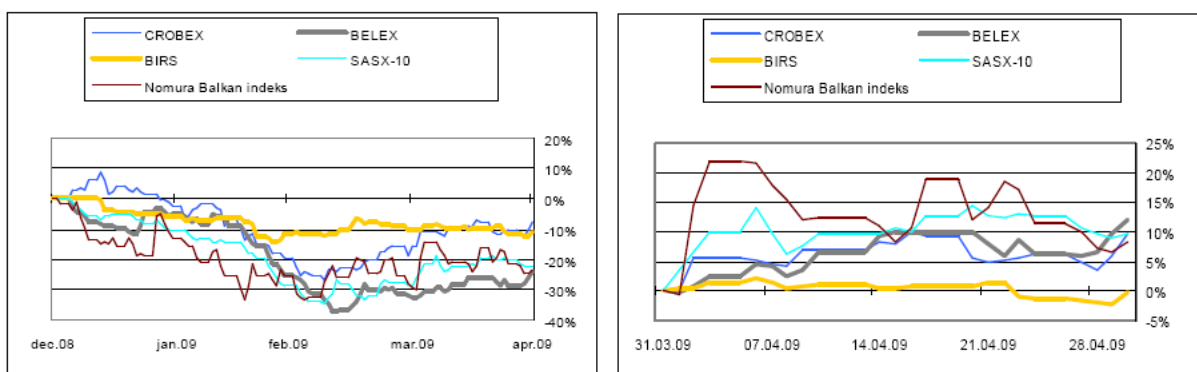 CROBEX BELEX
BIRS SASX-10
Nomura Balkan indeks
20%
10%
0%
-10%
-20%
-30%
-40%
dec.08 jan.09 feb.09 mar.09 apr.09
CROBEX BELEX
BIRS SASX-10
Nomura Balkan indeks
25%
20%
15%
10%
5%
0%
-5%
31.03.09 07.04.09 14.04.09 21.04.09 28.04.09